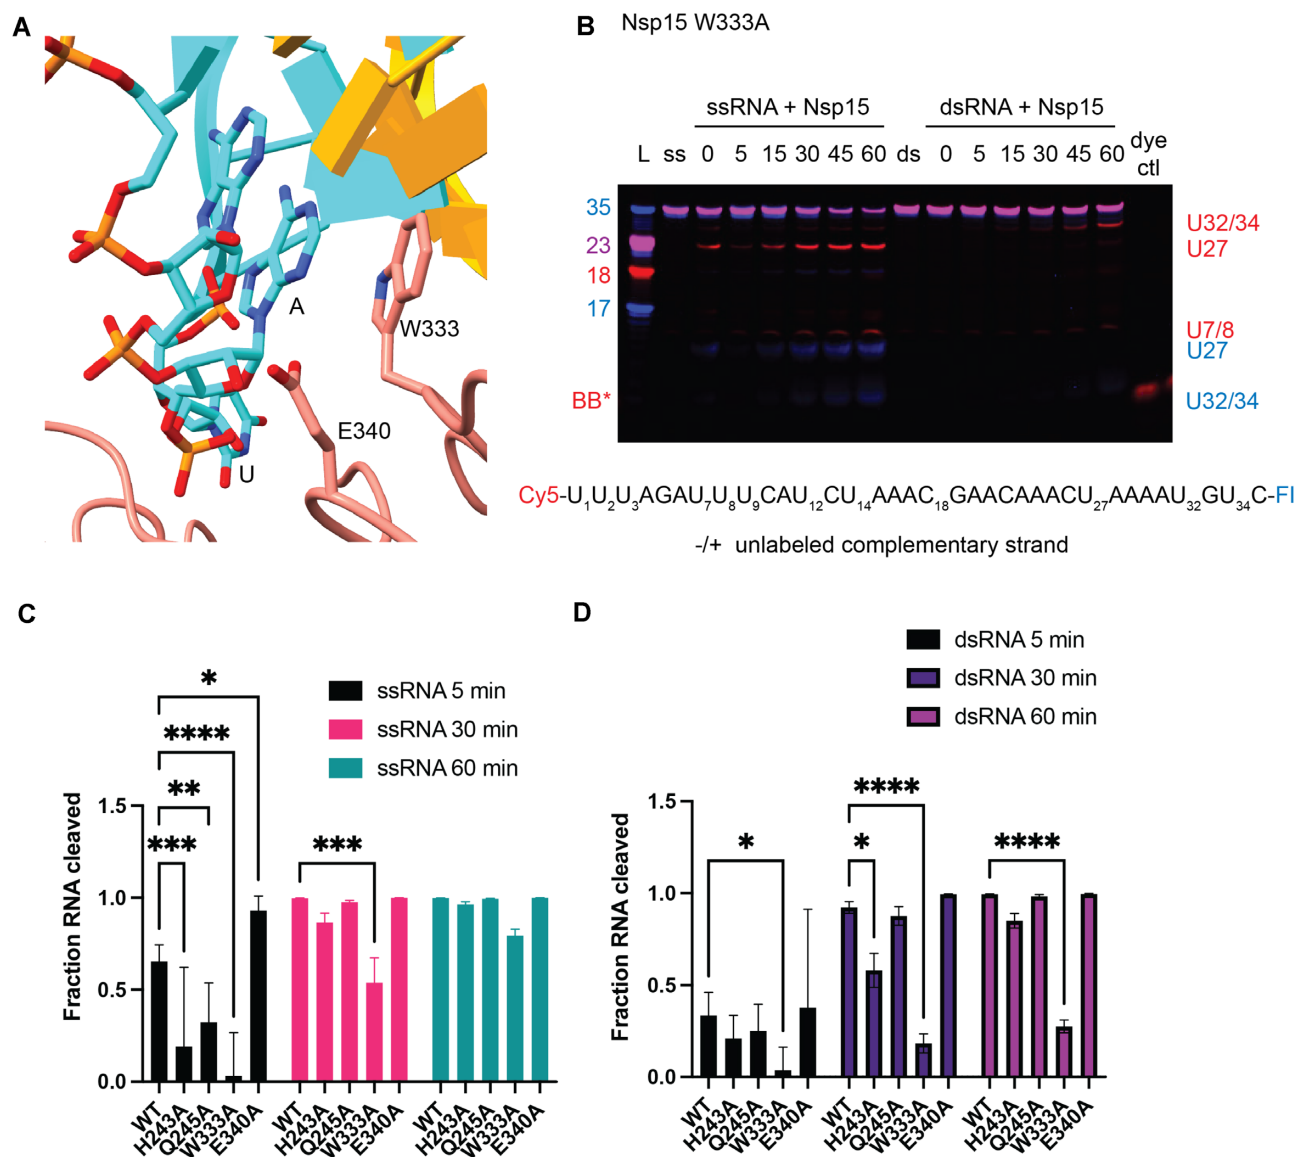 A
A
W333
E340
U
B Nsp15 W333A
ssRNA + Nsp15 dsRNA + Nsp15
L ss 0 5 15 30 45 60 ds 0 5 15 30 45 60 dye ctl
35
23
18
17
BB*
U32/34
U27
U7/8
U27
U32/34
Cy5-U₁U₂U₃AGAU₇U₈U₉CAU₁₂CU₁₄AAAC₁₈GAACAAACU₂₇AAAAU₃₂GU₃₄C-Fl
-/+ unlabeled complementary strand
C
ssRNA 5 min
ssRNA 30 min
ssRNA 60 min
*
****
**
***
***
Fraction RNA cleaved
1.5
1.0
0.5
0.0
WT H243A Q245A W333A E340A WT H243A Q245A W333A E340A WT H243A Q245A W333A E340A
D
dsRNA 5 min
dsRNA 30 min
dsRNA 60 min
*
****
*
****
Fraction RNA cleaved
1.5
1.0
0.5
0.0
WT H243A Q245A W333A E340A WT H243A Q245A W333A E340A WT H243A Q245A W333A E340A